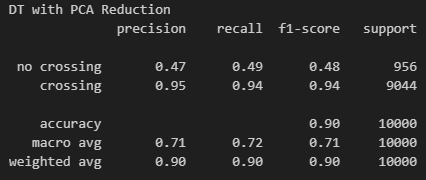 DT with PCA Reduction
precision recall f1-score support
no crossing 0.47 0.49 0.48 956
crossing 0.95 0.94 0.94 9044
accuracy 0.90 10000
macro avg 0.71 0.72 0.71 10000
weighted avg 0.90 0.90 0.90 10000